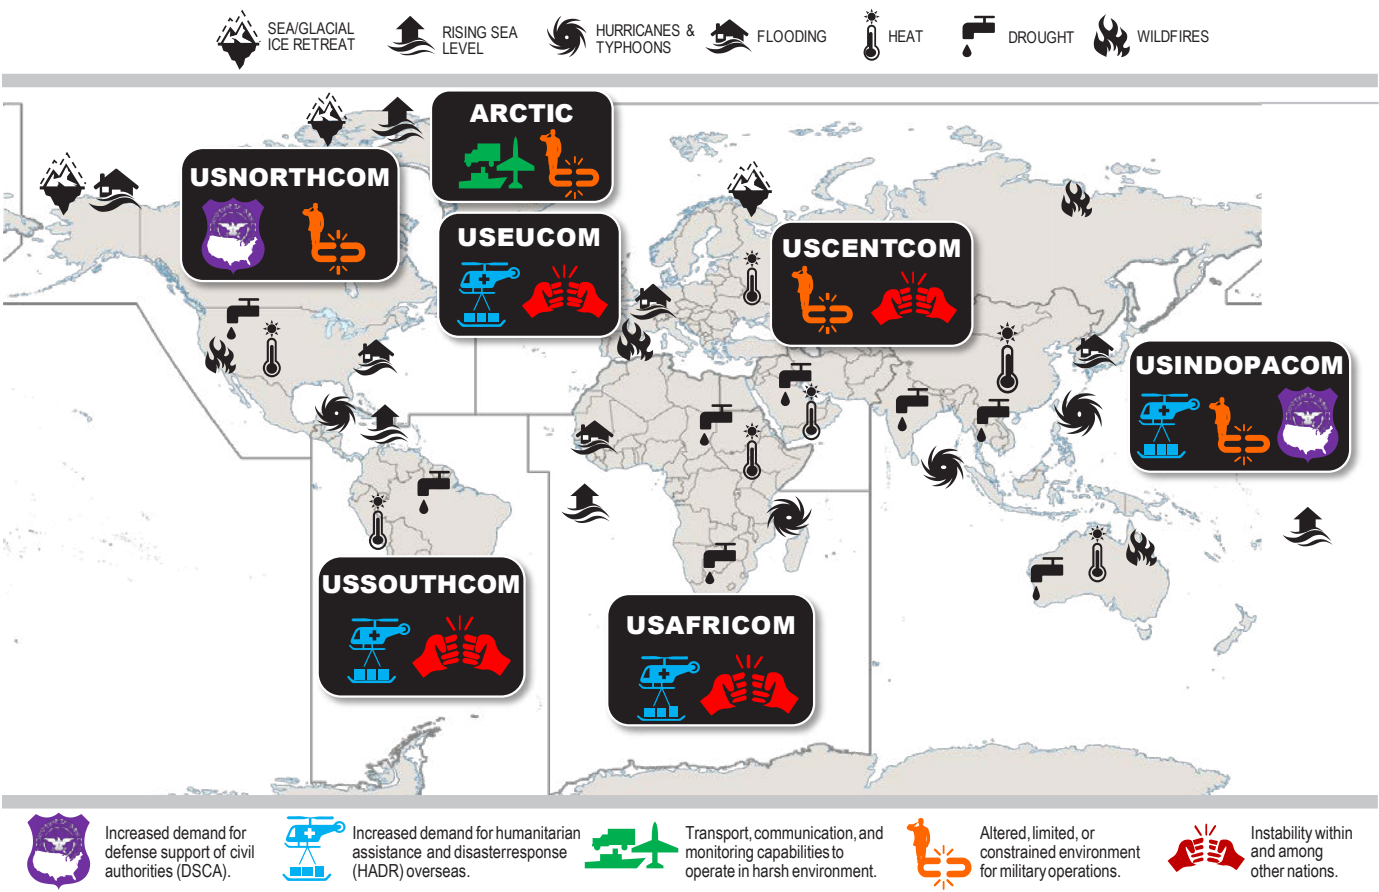 SEA/GLACIAL
ICE RETREAT
RISING SEA
LEVEL
HURRICANES &
TYPHOONS
FLOODING
HEAT
DROUGHT
WILDFIRES
ARCTIC
USNORTHCOM
USEUCOM
USCENTCOM
USINDOPACOM
USSOUTHCOM
USAFRICOM
Increased demand for
defense support of civil
authorities (DSCA).
Increased demand for humanitarian
assistance and disasterresponse
(HADR) overseas.
Transport, communication, and
monitoring capabilities to
operate in harsh environment.
Altered, limited, or
constrained environment
for military operations.
Instability within
and among
other nations.